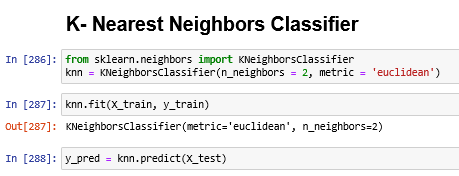 K- Nearest Neighbors Classifier
In [286]: from sklearn.neighbors import KNeighborsClassifier
knn = KNeighborsClassifier(n_neighbors = 2, metric = 'euclidean')
In [287]: knn.fit(X_train, y_train)
Out[287]: KNeighborsClassifier(metric='euclidean', n_neighbors=2)
In [288]: y_pred = knn.predict(X_test)